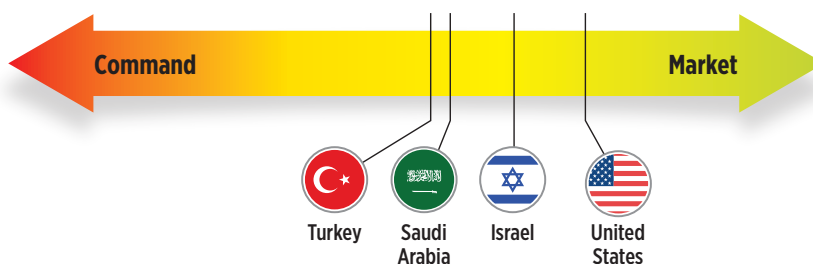 Command
Market
Turkey
Saudi
Arabia
Israel
United
States